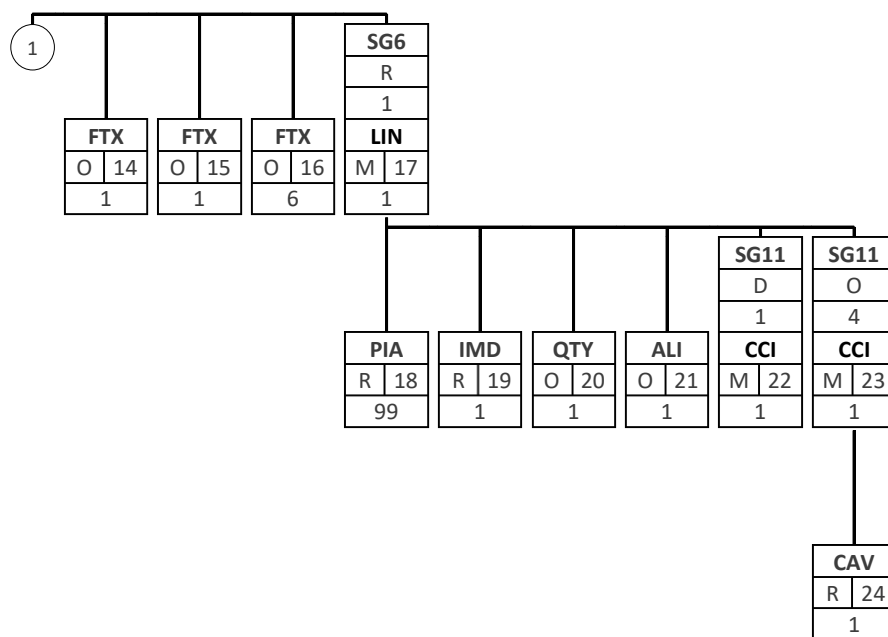 1
SG6
R
1
FTX FTX FTX LIN
O 14 O 15 O 16 M 17
1 1 6 1
SG11 SG11
D O
1 4
PIA IMD QTY ALI CCI CCI
R 18 R 19 O 20 O 21 M 22 M 23
99 1 1 1 1 1
CAV
R 24
1